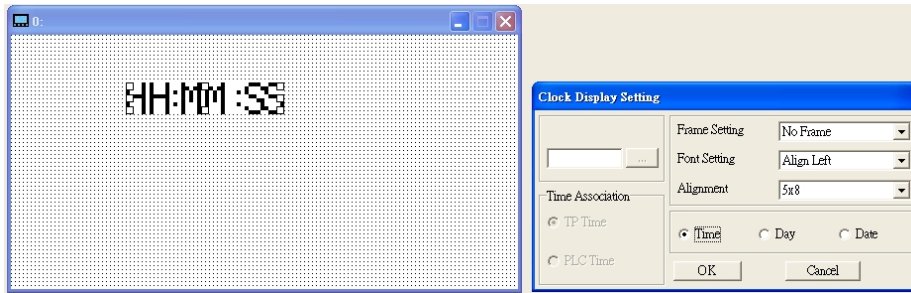 0:
HH:MM :SS
Clock Display Setting
Frame Setting No Frame
...
Font Setting Align Left
Alignment 5x8
Time Association
TP Time
Time Day Date
PLC Time
OK Cancel